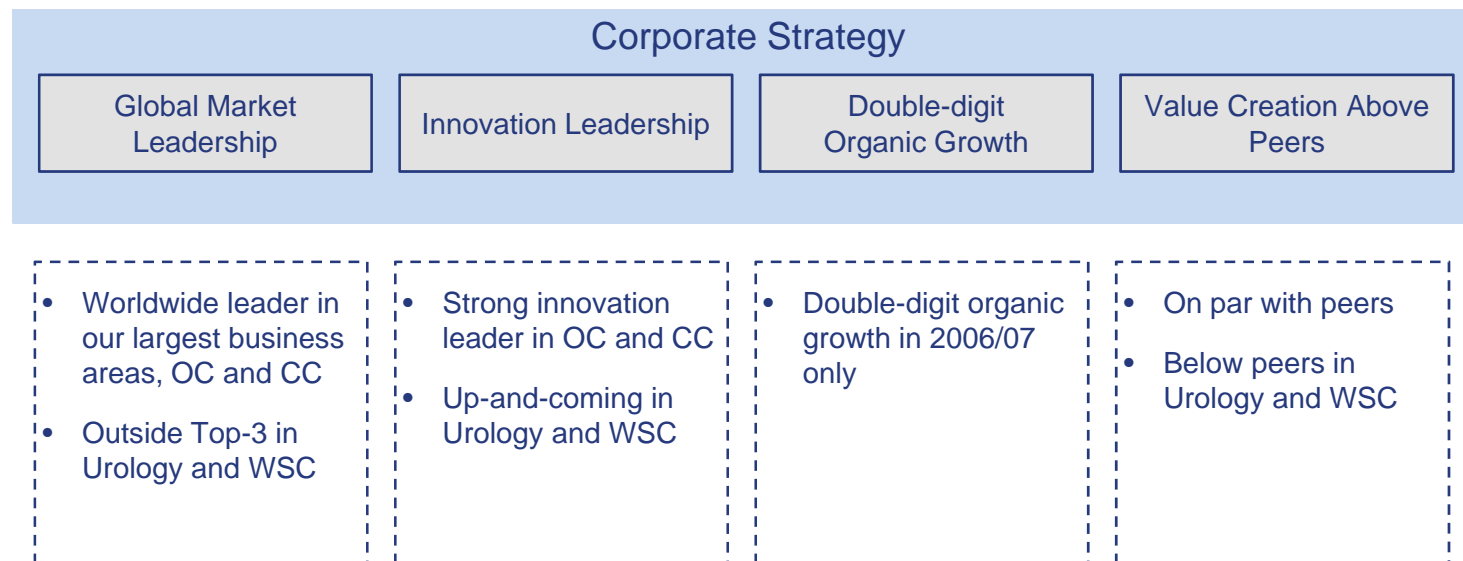 Corporate Strategy
Global Market
Leadership
Innovation Leadership
Double-digit
Organic Growth
Value Creation Above
Peers
• Worldwide leader in
our largest business
areas, OC and CC
• Outside Top-3 in
Urology and WSC
• Strong innovation
leader in OC and CC
• Up-and-coming in
Urology and WSC
• Double-digit organic
growth in 2006/07
only
• On par with peers
• Below peers in
Urology and WSC